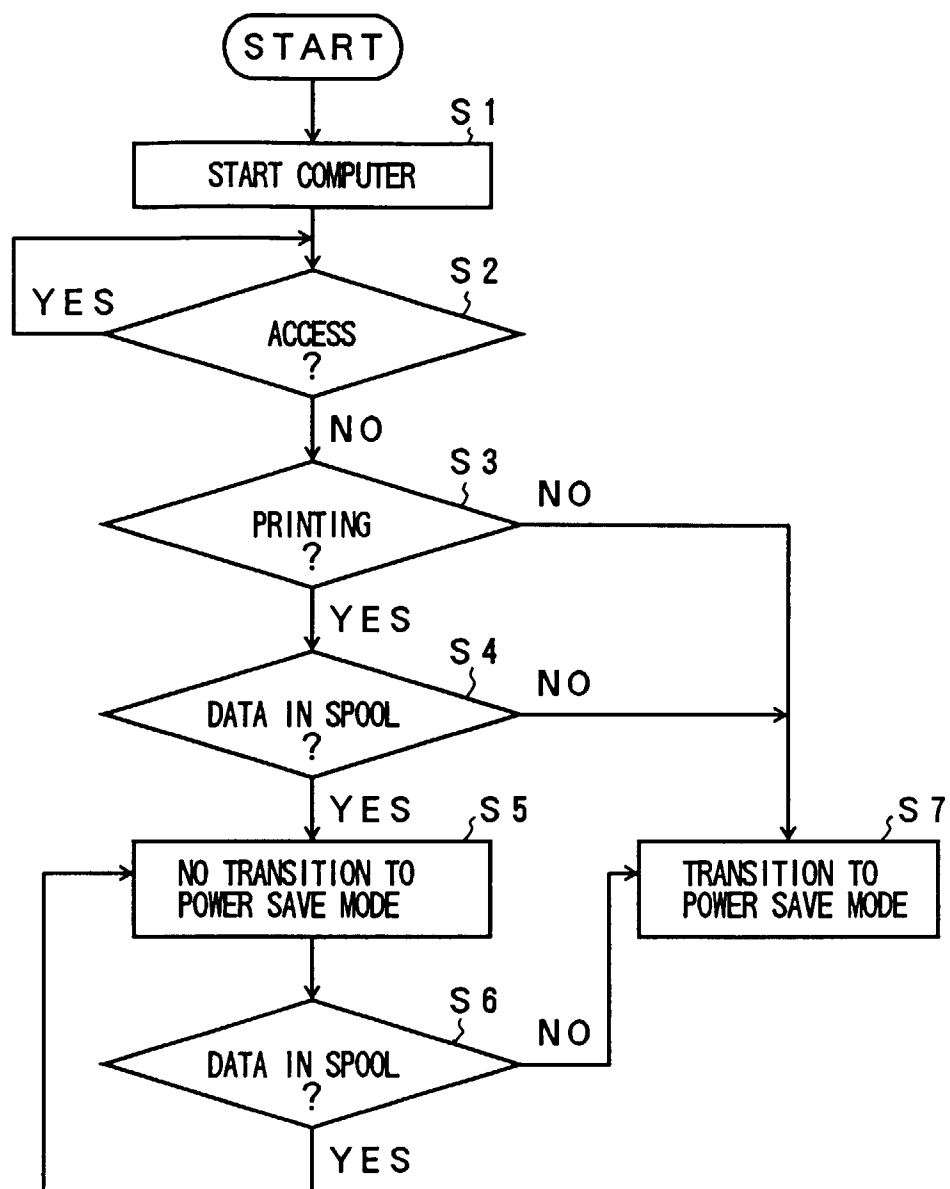 START
S1
START COMPUTER
S2
YES
ACCESS
?
NO
S3
NO
PRINTING
?
YES
S4
NO
DATA IN SPOOL
?
YES
S5
S7
NO TRANSITION TO
POWER SAVE MODE
TRANSITION TO
POWER SAVE MODE
S6
NO
DATA IN SPOOL
?
YES